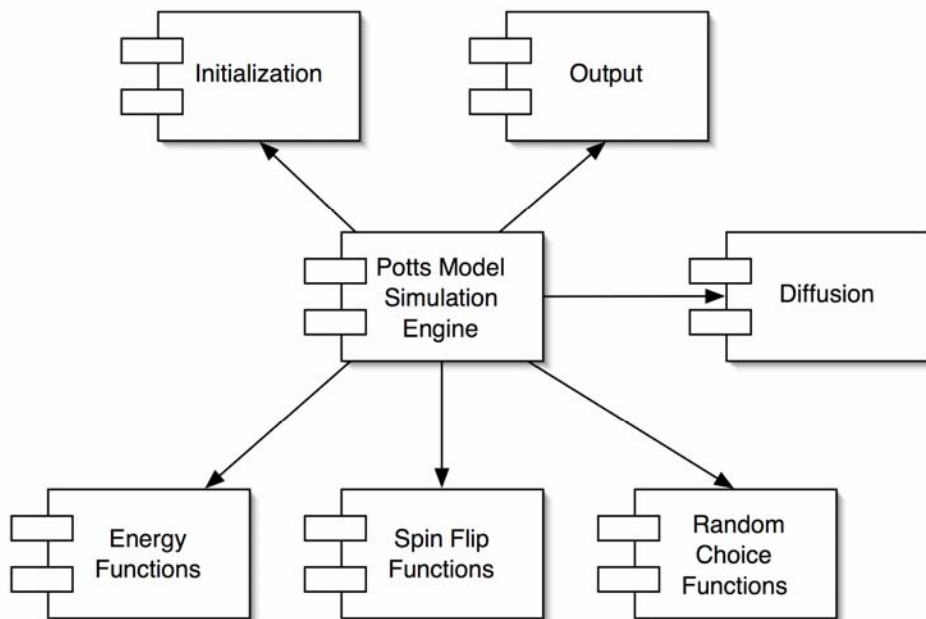 Initialization
Output
Potts Model
Simulation
Engine
Diffusion
Energy
Functions
Spin Flip
Functions
Random
Choice
Functions